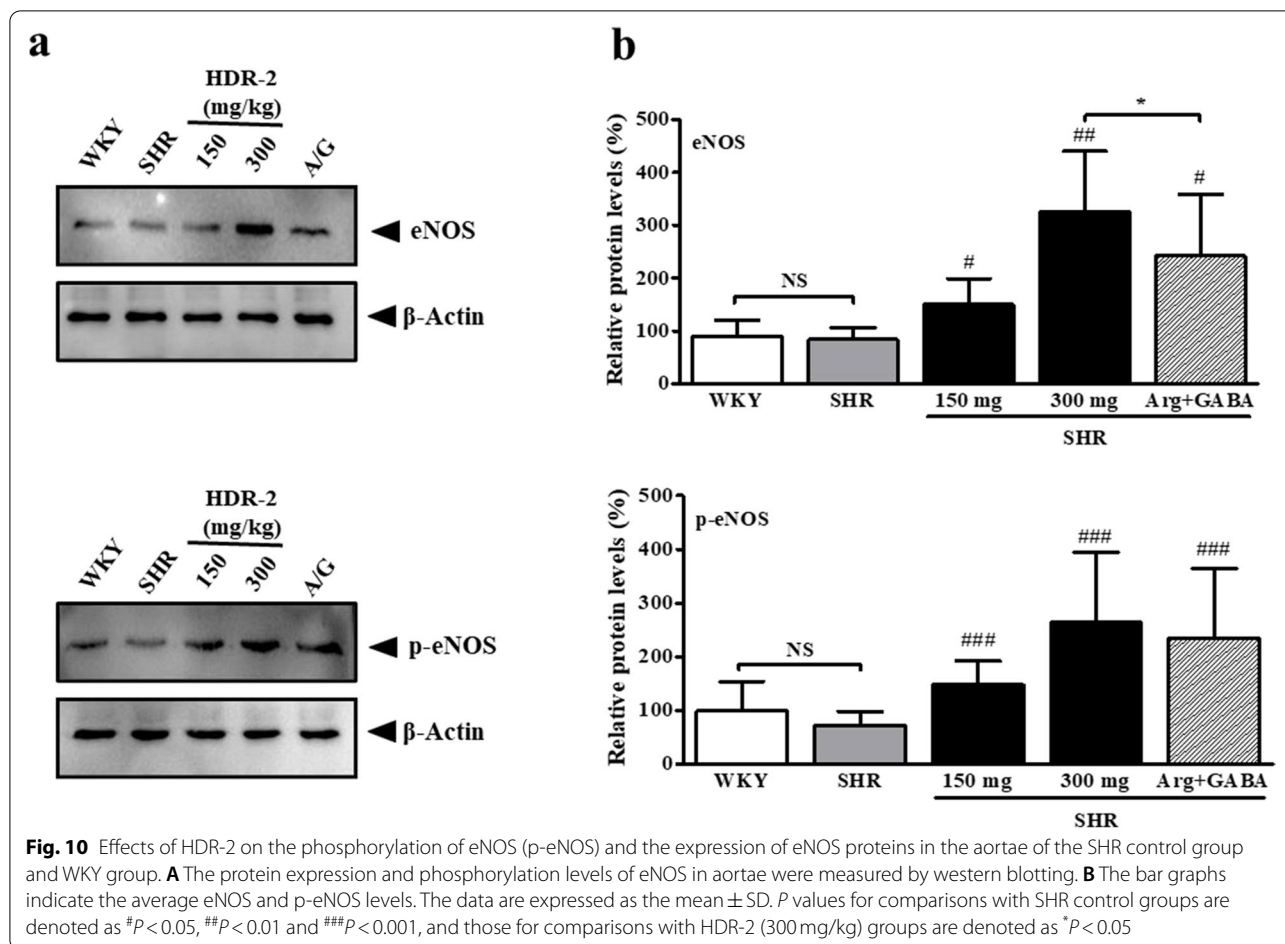 a
HDR-2
(mg/kg)
WKY
SHR
150
300
A/G
eNOS
β-Actin
HDR-2
(mg/kg)
WKY
SHR
150
300
A/G
p-eNOS
β-Actin
b
Relative protein levels (%)
500
400
300
200
100
0
eNOS
NS
#
##
*
#
WKY
SHR
150 mg
300 mg
Arg+GABA
SHR
Relative protein levels (%)
500
400
300
200
100
0
p-eNOS
NS
###
###
###
WKY
SHR
150 mg
300 mg
Arg+GABA
SHR
Fig. 10 Effects of HDR-2 on the phosphorylation of eNOS (p-eNOS) and the expression of eNOS proteins in the aortae of the SHR control group
and WKY group. A The protein expression and phosphorylation levels of eNOS in aortae were measured by western blotting. B The bar graphs
indicate the average eNOS and p-eNOS levels. The data are expressed as the mean ± SD. P values for comparisons with SHR control groups are
denoted as #P < 0.05, ##P < 0.01 and ###P < 0.001, and those for comparisons with HDR-2 (300 mg/kg) groups are denoted as *P < 0.05